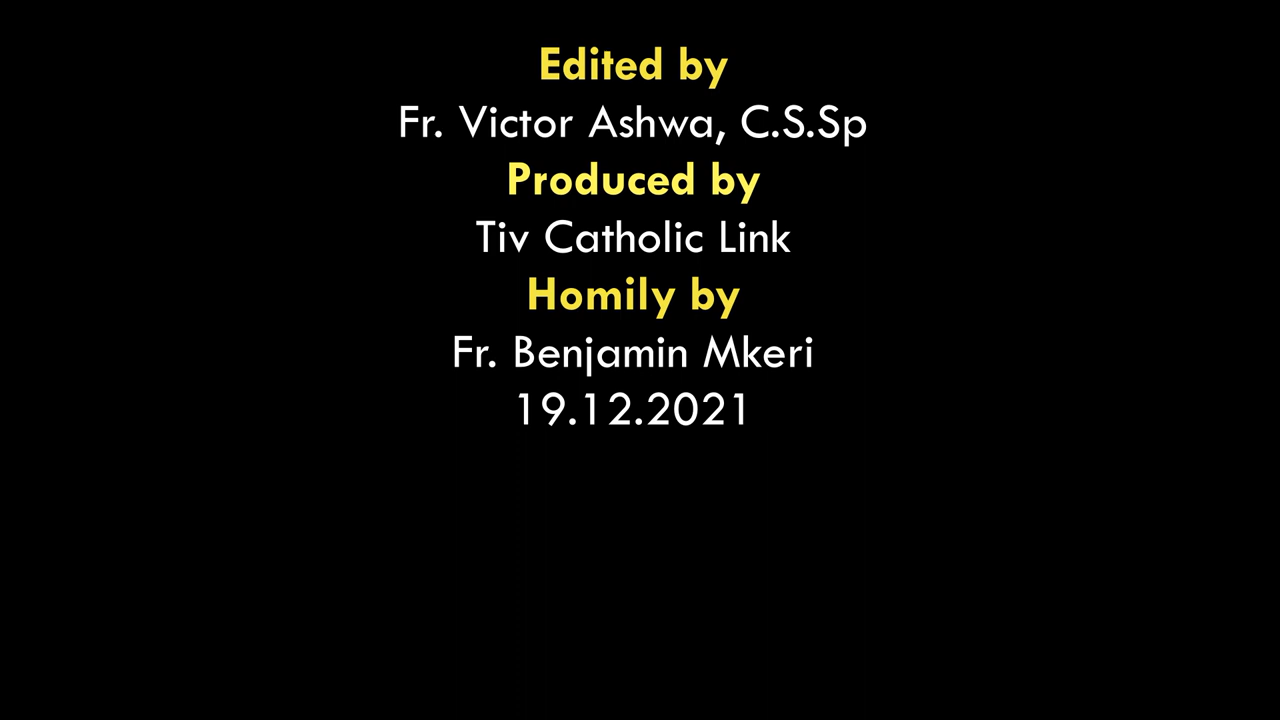 Edited by
Fr. Victor Ashwa, C.S.Sp
Produced by
Tiv Catholic Link
Homily by
Fr. Benjamin Mkeri
19.12.2021